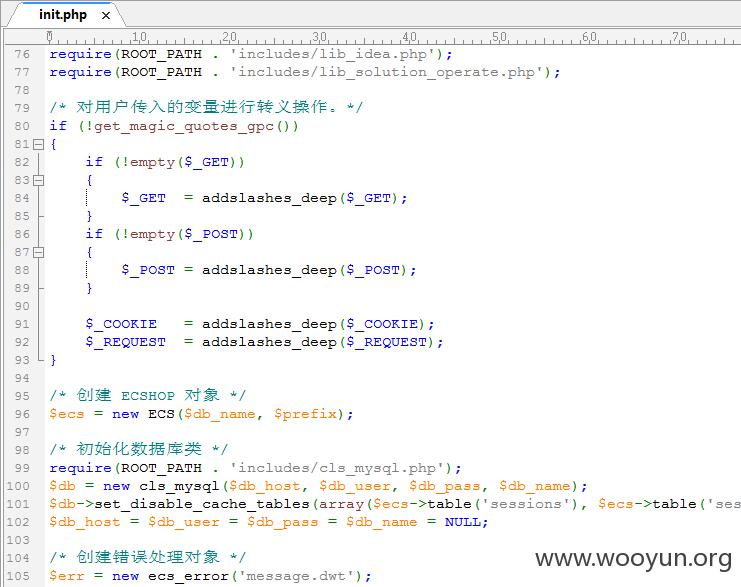 init.php ×
0 10 20 30 40 50 60 70
76 require(ROOT_PATH . 'includes/lib_idea.php');
77 require(ROOT_PATH . 'includes/lib_solution_operate.php');
78
79 /* 对用户传入的变量进行转义操作。*/
80 if (!get_magic_quotes_gpc())
81 {
82     if (!empty($_GET))
83     {
84         $_GET  = addslashes_deep($_GET);
85     }
86     if (!empty($_POST))
87     {
88         $_POST = addslashes_deep($_POST);
89     }
90
91     $_COOKIE   = addslashes_deep($_COOKIE);
92     $_REQUEST  = addslashes_deep($_REQUEST);
93 }
94
95 /* 创建 ECSHOP 对象 */
96 $ecs = new ECS($db_name, $prefix);
97
98 /* 初始化数据库类 */
99 require(ROOT_PATH . 'includes/cls_mysql.php');
100 $db = new cls_mysql($db_host, $db_user, $db_pass, $db_name);
101 $db->set_disable_cache_tables(array($ecs->table('sessions'), $ecs->table('ses
102 $db_host = $db_user = $db_pass = $db_name = NULL;
103
104 /* 创建错误处理对象 */
105 $err = new ecs_error('message.dwt');
www.wooyun.org